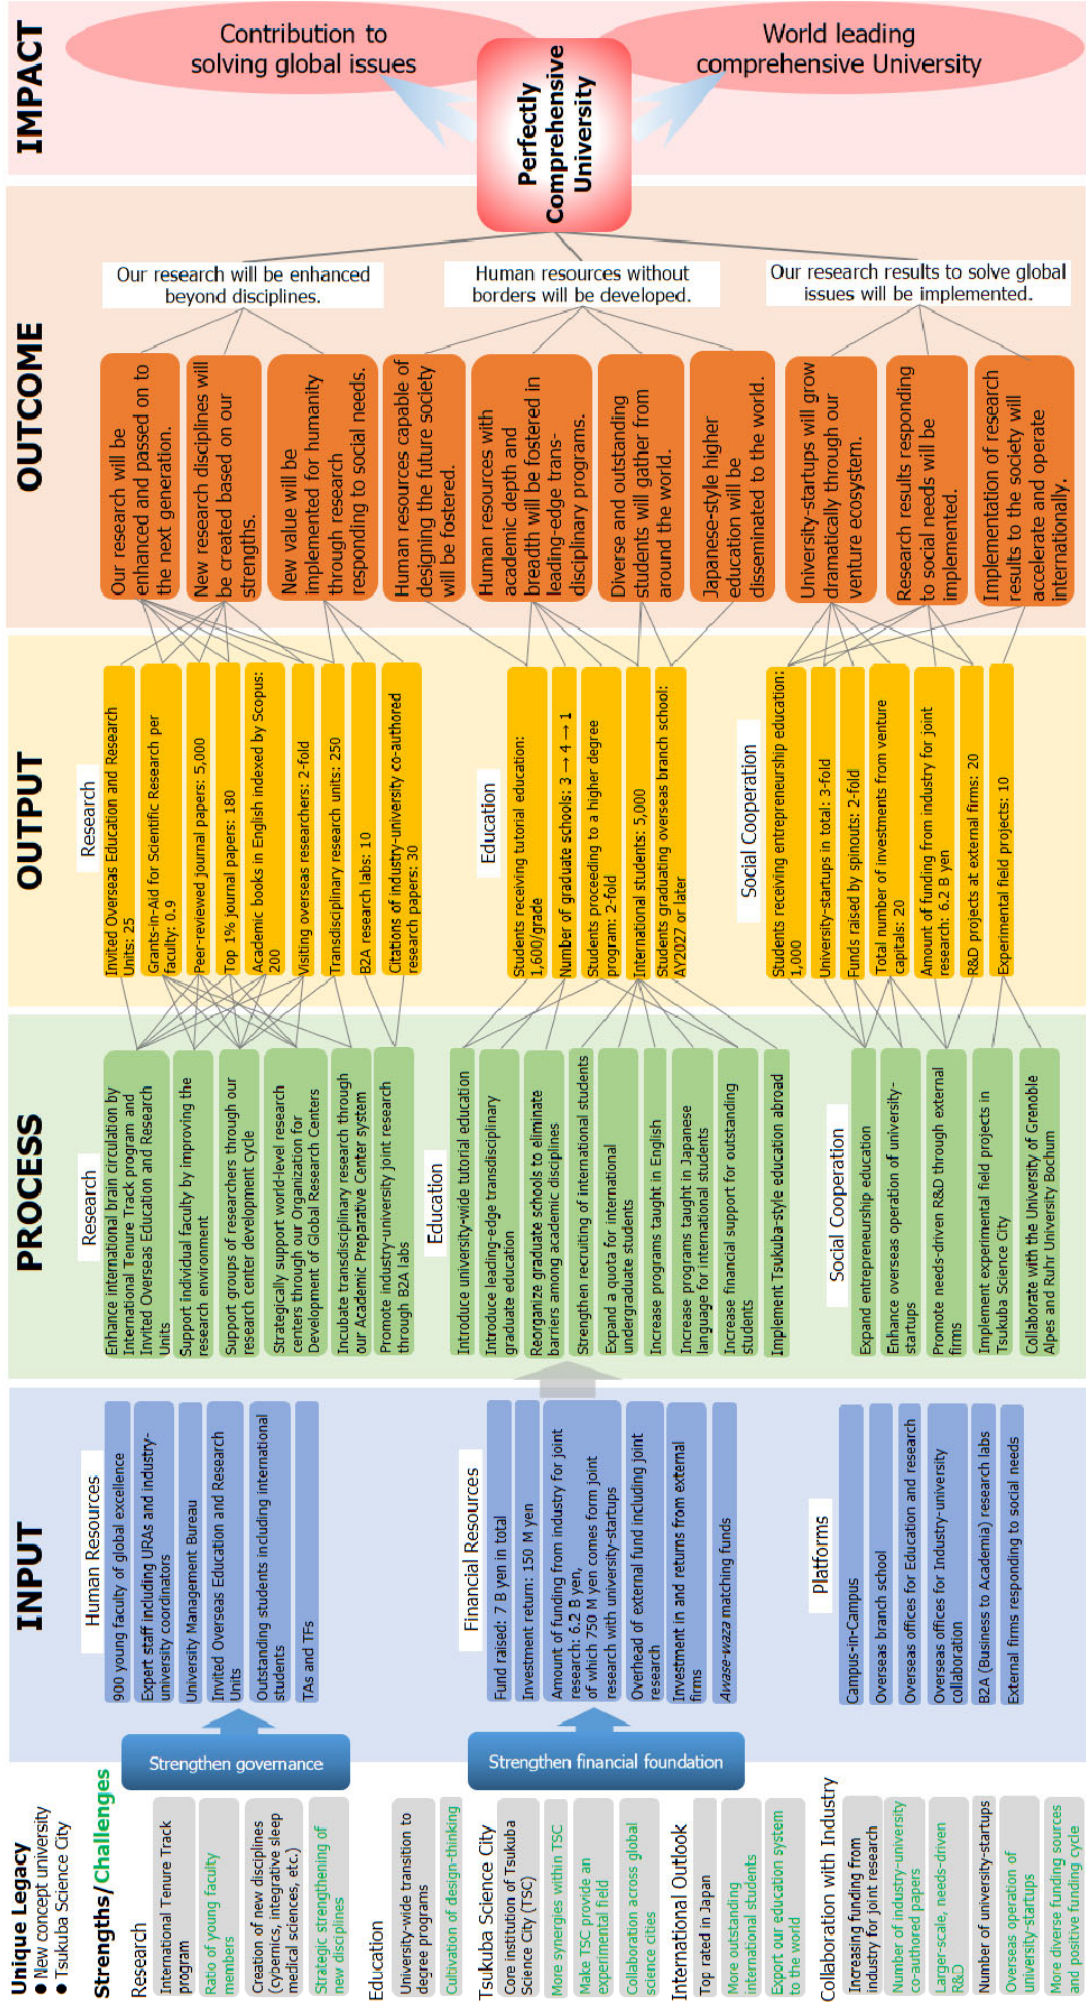 Unique Legacy
● New concept university
● Tsukuba Science City
Strengths/Challenges
Research
International Tenure Track
program
Ratio of young faculty
members
Creation of new disciplines
(cybernics, integrative sleep
medical sciences, etc.)
Strategic strengthening of
new disciplines
Education
University-wide transition to
degree programs
Cultivation of design-thinking
Tsukuba Science City
Core institution of Tsukuba
Science City (TSC)
More synergies within TSC
Make TSC provide an
experimental field
Collaboration across global
science cities
International Outlook
Top rated in Japan
More outstanding
international students
Export our education system
to the world
Collaboration with Industry
Increasing funding from
industry for joint research
Number of industry-university
co-authored papers
Larger-scale, needs-driven
R&D
Number of university-startups
Overseas operation of
university-startups
More diverse funding sources
and positive funding cycle
Strengthen governance
Strengthen financial foundation
INPUT
Human Resources
900 young faculty of global excellence
Expert staff including URAs and industry-
university coordinators
University Management Bureau
Invited Overseas Education and Research
Units
Outstanding students including international
students
TAs and TFs
Financial Resources
Fund raised: 7 B yen in total
Investment return: 150 M yen
Amount of funding from industry for joint
research: 6.2 B yen,
of which 750 M yen comes form joint
research with university-startups
Overhead of external fund including joint
research
Investment in and returns from external
firms
Awase-waza matching funds
Platforms
Campus-in-Campus
Overseas branch school
Overseas offices for Education and research
Overseas offices for Industry-university
collaboration
B2A (Business to Academia) research labs
External firms responding to social needs
PROCESS
Research
Enhance international brain circulation by
International Tenure Track program and
Invited Overseas Education and Research
Units
Support individual faculty by improving the
research environment
Support groups of researchers through our
research center development cycle
Strategically support world-level research
centers through our Organization for
Development of Global Research Centers
Incubate transdisciplinary research through
our Academic Preparative Center system
Promote industry-university joint research
through B2A labs
Education
Introduce university-wide tutorial education
Introduce leading-edge transdisciplinary
graduate education
Reorganize graduate schools to eliminate
barriers among academic disciplines
Strengthen recruiting of international students
Expand a quota for international
undergraduate students
Increase programs taught in English
Increase programs taught in Japanese
language for international students
Increase financial support for outstanding
students
Implement Tsukuba-style education abroad
Social Cooperation
Expand entrepreneurship education
Enhance overseas operation of university-
startups
Promote needs-driven R&D through external
firms
Implement experimental field projects in
Tsukuba Science City
Collaborate with the University of Grenoble
Alpes and Ruhr University Bochum
OUTPUT
Research
Invited Overseas Education and Research
Units: 25
Grants-in-Aid for Scientific Research per
faculty: 0.9
Peer-reviewed journal papers: 5,000
Top 1% journal papers: 180
Academic books in English indexed by Scopus:
200
Visiting overseas researchers: 2-fold
Transdisciplinary research units: 250
B2A research labs: 10
Citations of industry-university co-authored
research papers: 30
Education
Students receiving tutorial education:
1,600/grade
Number of graduate schools: 3 → 4 → 1
Students proceeding to a higher degree
program: 2-fold
International students: 5,000
Students graduating overseas branch school:
AY2027 or later
Social Cooperation
Students receiving entrepreneurship education:
1,000
University-startups in total: 3-fold
Funds raised by spinouts: 2-fold
Total number of investments from venture
capitals: 20
Amount of funding from industry for joint
research: 6.2 B yen
R&D projects at external firms: 20
Experimental field projects: 10
OUTCOME
Our research will be
enhanced and passed on to
the next generation.
New research disciplines will
be created based on our
strengths.
New value will be
implemented for humanity
through research
responding to social needs.
Human resources capable of
designing the future society
will be fostered.
Human resources with
academic depth and
breadth will be fostered in
leading-edge trans-
disciplinary programs.
Diverse and outstanding
students will gather from
around the world.
Japanese-style higher
education will be
disseminated to the world.
University-startups will grow
dramatically through our
venture ecosystem.
Research results responding
to social needs will be
implemented.
Implementation of research
results to the society will
accelerate and operate
internationally.
Our research will be enhanced
beyond disciplines.
Human resources without
borders will be developed.
Our research results to solve global
issues will be implemented.
IMPACT
Contribution to
solving global issues
Perfectly
Comprehensive
University
World leading
comprehensive University